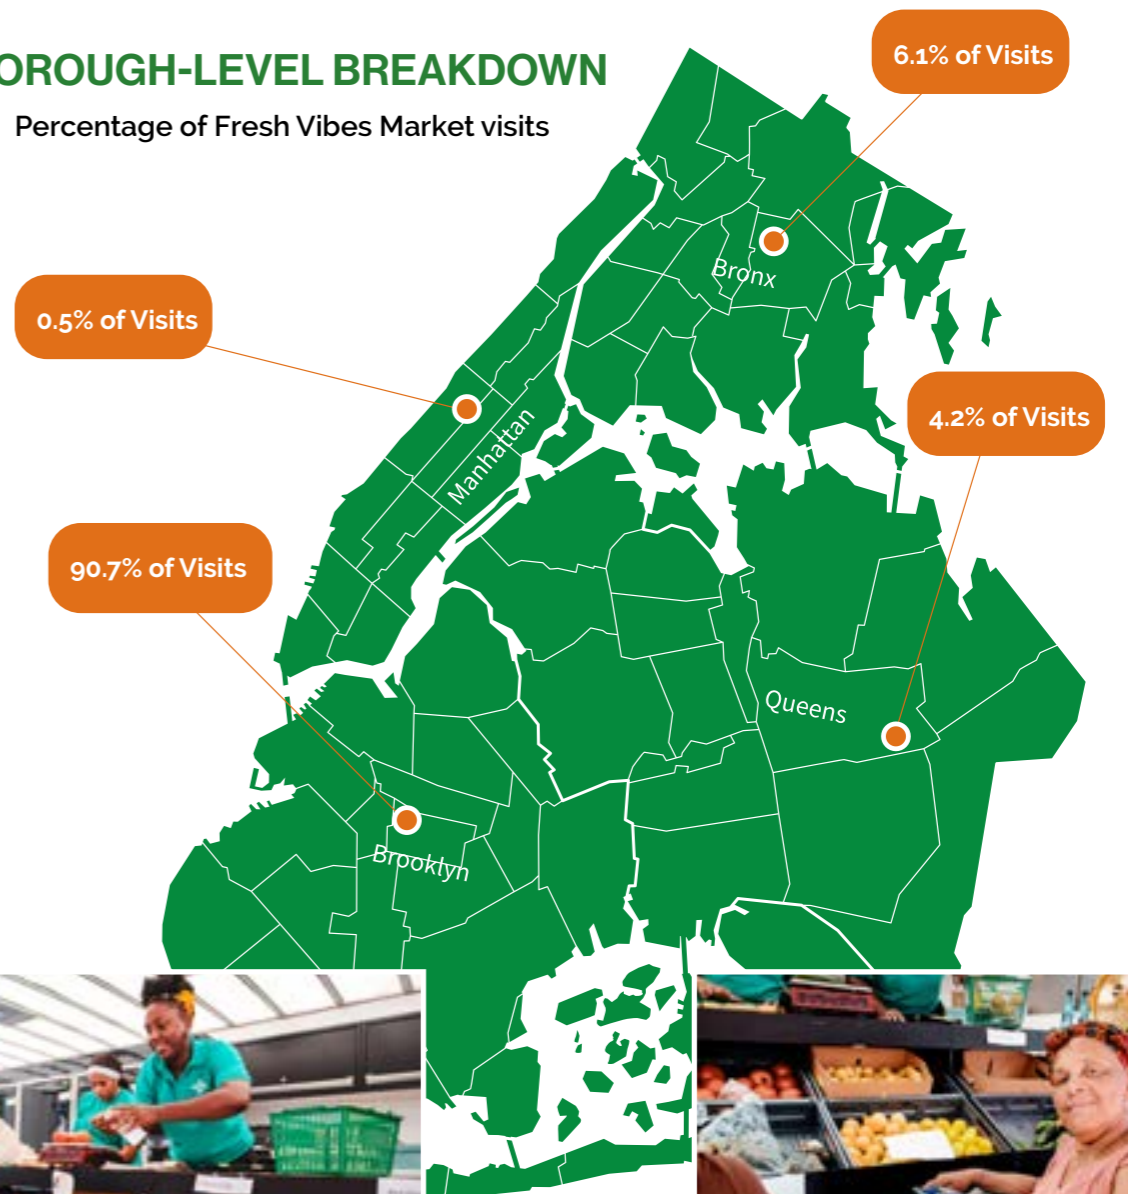 OROUGH-LEVEL BREAKDOWN
Percentage of Fresh Vibes Market visits
6.1% of Visits
Bronx
0.5% of Visits
4.2% of Visits
Manhattan
90.7% of Visits
Queens
Brooklyn